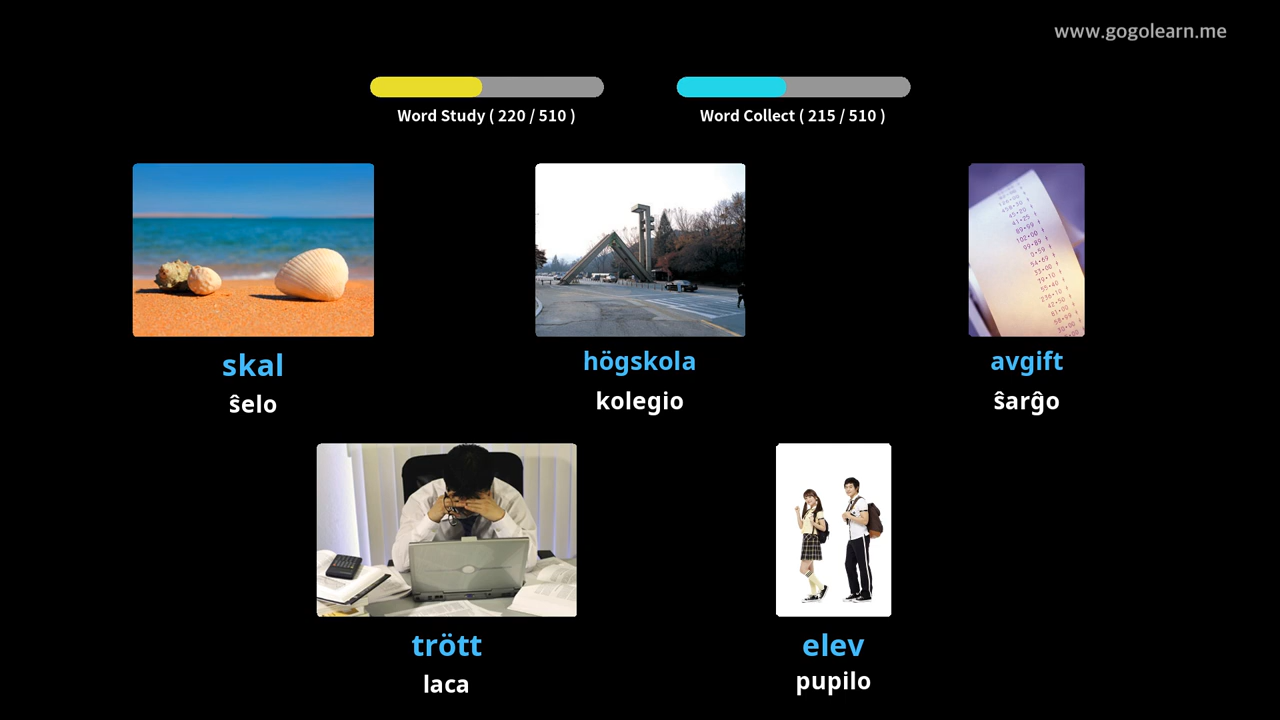 www.gogolearn.me
Word Study ( 220 / 510 )
Word Collect ( 215 / 510 )
skal
högskola
avgift
ŝelo
kolegio
ŝarĝo
trött
elev
laca
pupilo